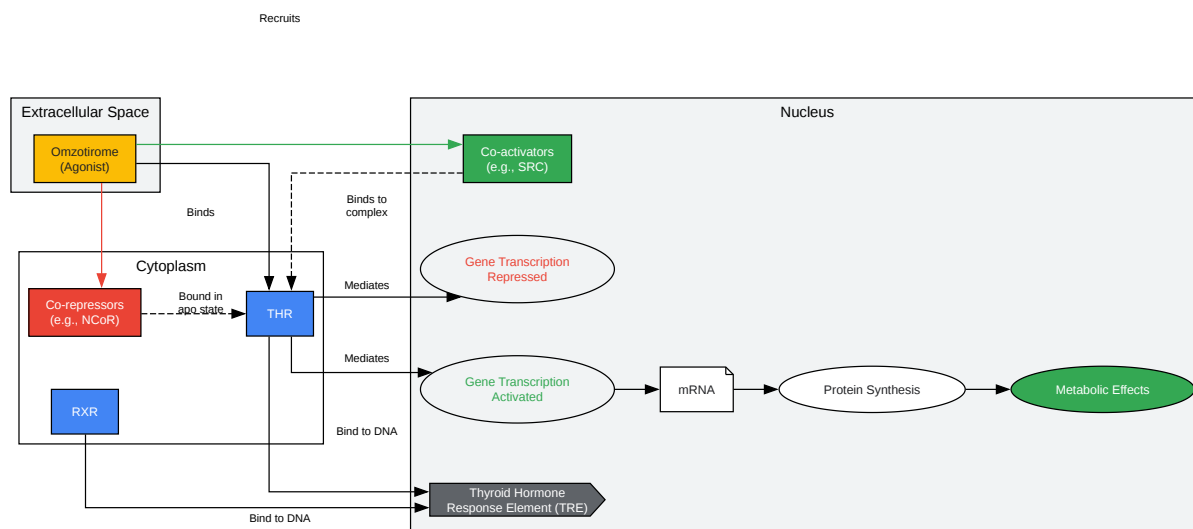 Recruits
Extracellular Space
Nucleus
Omzotirome
(Agonist)
Co-activators
(e.g., SRC)
Binds
Binds to
complex
Cytoplasm
Gene Transcription
Repressed
Co-repressors
(e.g., NCoR)
Bound in
apo state
THR
Mediates
Mediates
Gene Transcription
Activated
mRNA
Protein Synthesis
Metabolic Effects
RXR
Bind to DNA
Thyroid Hormone
Response Element (TRE)
Bind to DNA